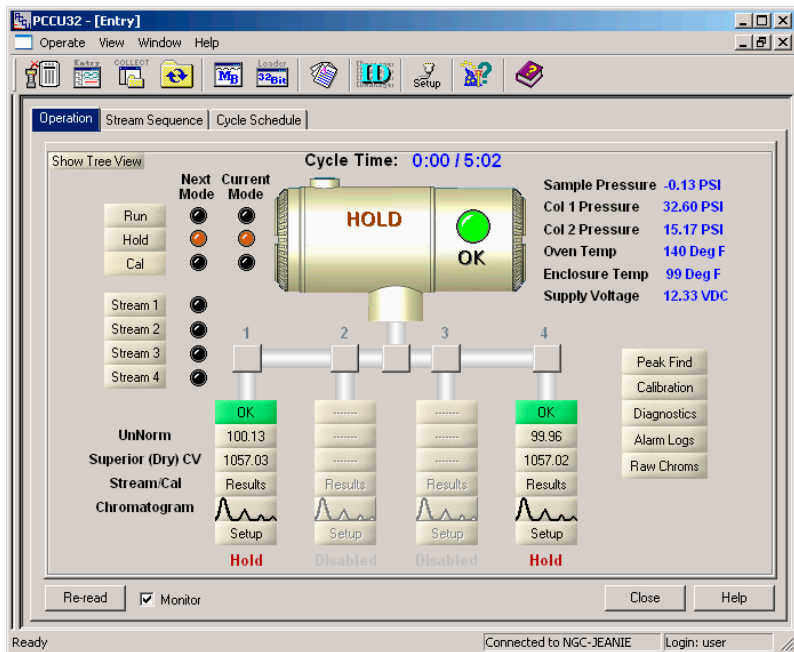 PCCU32 - [Entry]
Operate View Window Help
Entry COLLECT Loader
MB 32Bit ID Manager Setup
Operation Stream Sequence Cycle Schedule
Show Tree View
Cycle Time: 0:00 / 5:02
Next Mode Current Mode
Run
Hold
Cal
HOLD
OK
Sample Pressure -0.13 PSI
Col 1 Pressure 32.60 PSI
Col 2 Pressure 15.17 PSI
Oven Temp 140 Deg F
Enclosure Temp 99 Deg F
Supply Voltage 12.33 VDC
Stream 1
Stream 2
Stream 3
Stream 4
1 2 3 4
Peak Find
Calibration
Diagnostics
Alarm Logs
Raw Chroms
OK ------- ------- OK
UnNorm 100.13 ------- ------- 99.96
Superior (Dry) CV 1057.03 ------- ------- 1057.02
Stream/Cal Results Results Results Results
Chromatogram
Setup Setup Setup Setup
Hold Disabled Disabled Hold
Re-read Monitor Close Help
Ready Connected to NGC-JEANIE Login: user